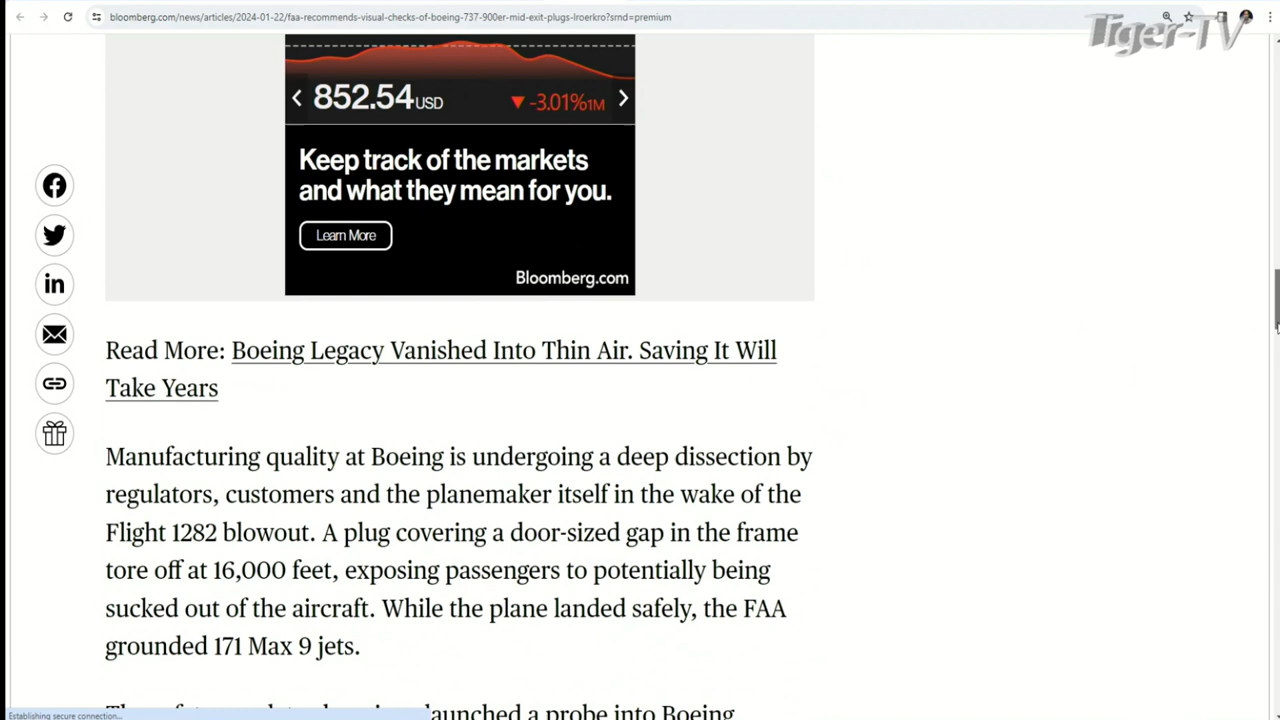 bloomberg.com/news/articles/2024-01-22/faa-recommends-visual-checks-of-boeing-737-900er-mid-exit-plugs-lroerkro?srnd=premium
Tiger-TV
852.54 USD ▼ -3.01% 1M
Keep track of the markets
and what they mean for you.
Learn More
Bloomberg.com
in
Read More: Boeing Legacy Vanished Into Thin Air. Saving It Will
Take Years
Manufacturing quality at Boeing is undergoing a deep dissection by
regulators, customers and the planemaker itself in the wake of the
Flight 1282 blowout. A plug covering a door-sized gap in the frame
tore off at 16,000 feet, exposing passengers to potentially being
sucked out of the aircraft. While the plane landed safely, the FAA
grounded 171 Max 9 jets.
launched a probe into Boeing
Establishing secure connection...